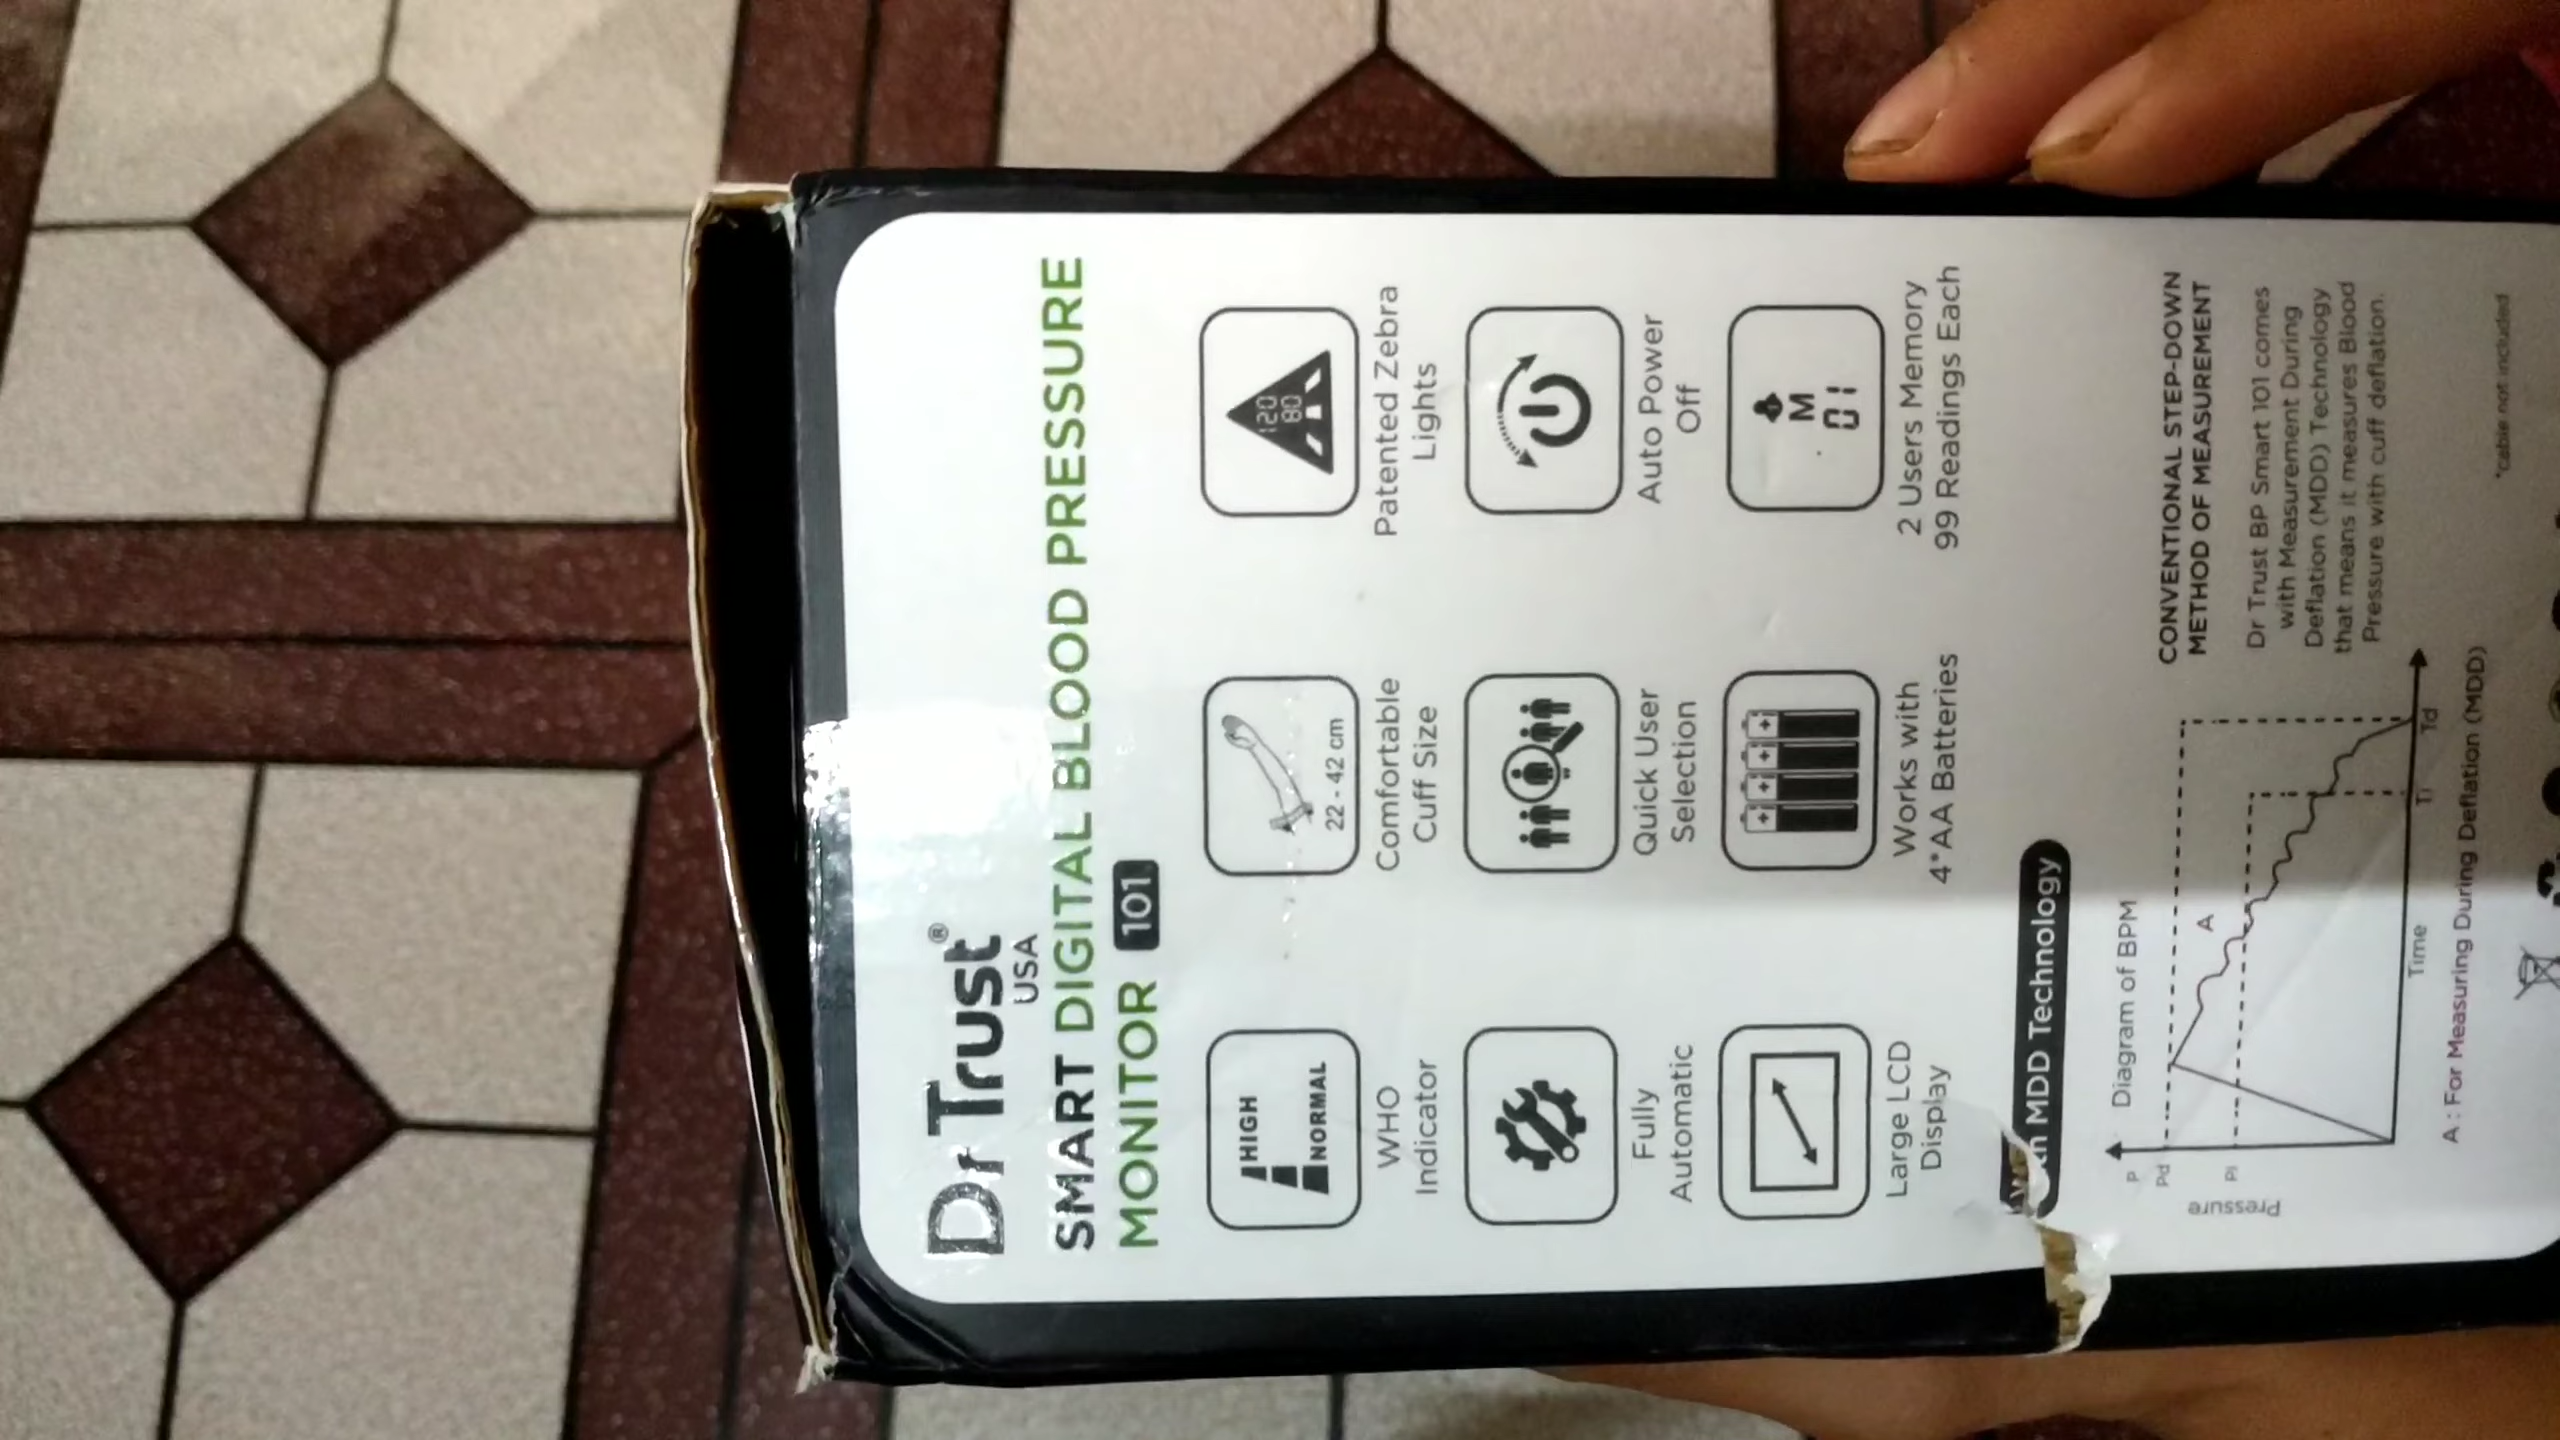 Dr Trust®
USA
SMART DIGITAL BLOOD PRESSURE
MONITOR 101
HIGH
NORMAL
WHO
Indicator
22 - 42 cm
Comfortable
Cuff Size
120
80
Patented Zebra
Lights
Fully
Automatic
Quick User
Selection
Auto Power
Off
Large LCD
Display
Works with
4*AA Batteries
M
01
2 Users Memory
99 Readings Each
MDD Technology
Diagram of BPM
P
Pd
Pi
Pressure
A
Time
Ti
Td
A : For Measuring During Deflation (MDD)
CONVENTIONAL STEP-DOWN
METHOD OF MEASUREMENT
Dr Trust BP Smart 101 comes
with Measurement During
Deflation (MDD) Technology
that means it measures Blood
Pressure with cuff deflation.
*cable not included